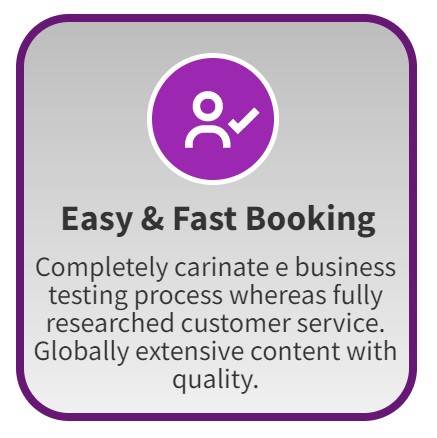 Easy & Fast Booking
Completely carinate e business
testing process whereas fully
researched customer service.
Globally extensive content with
quality.